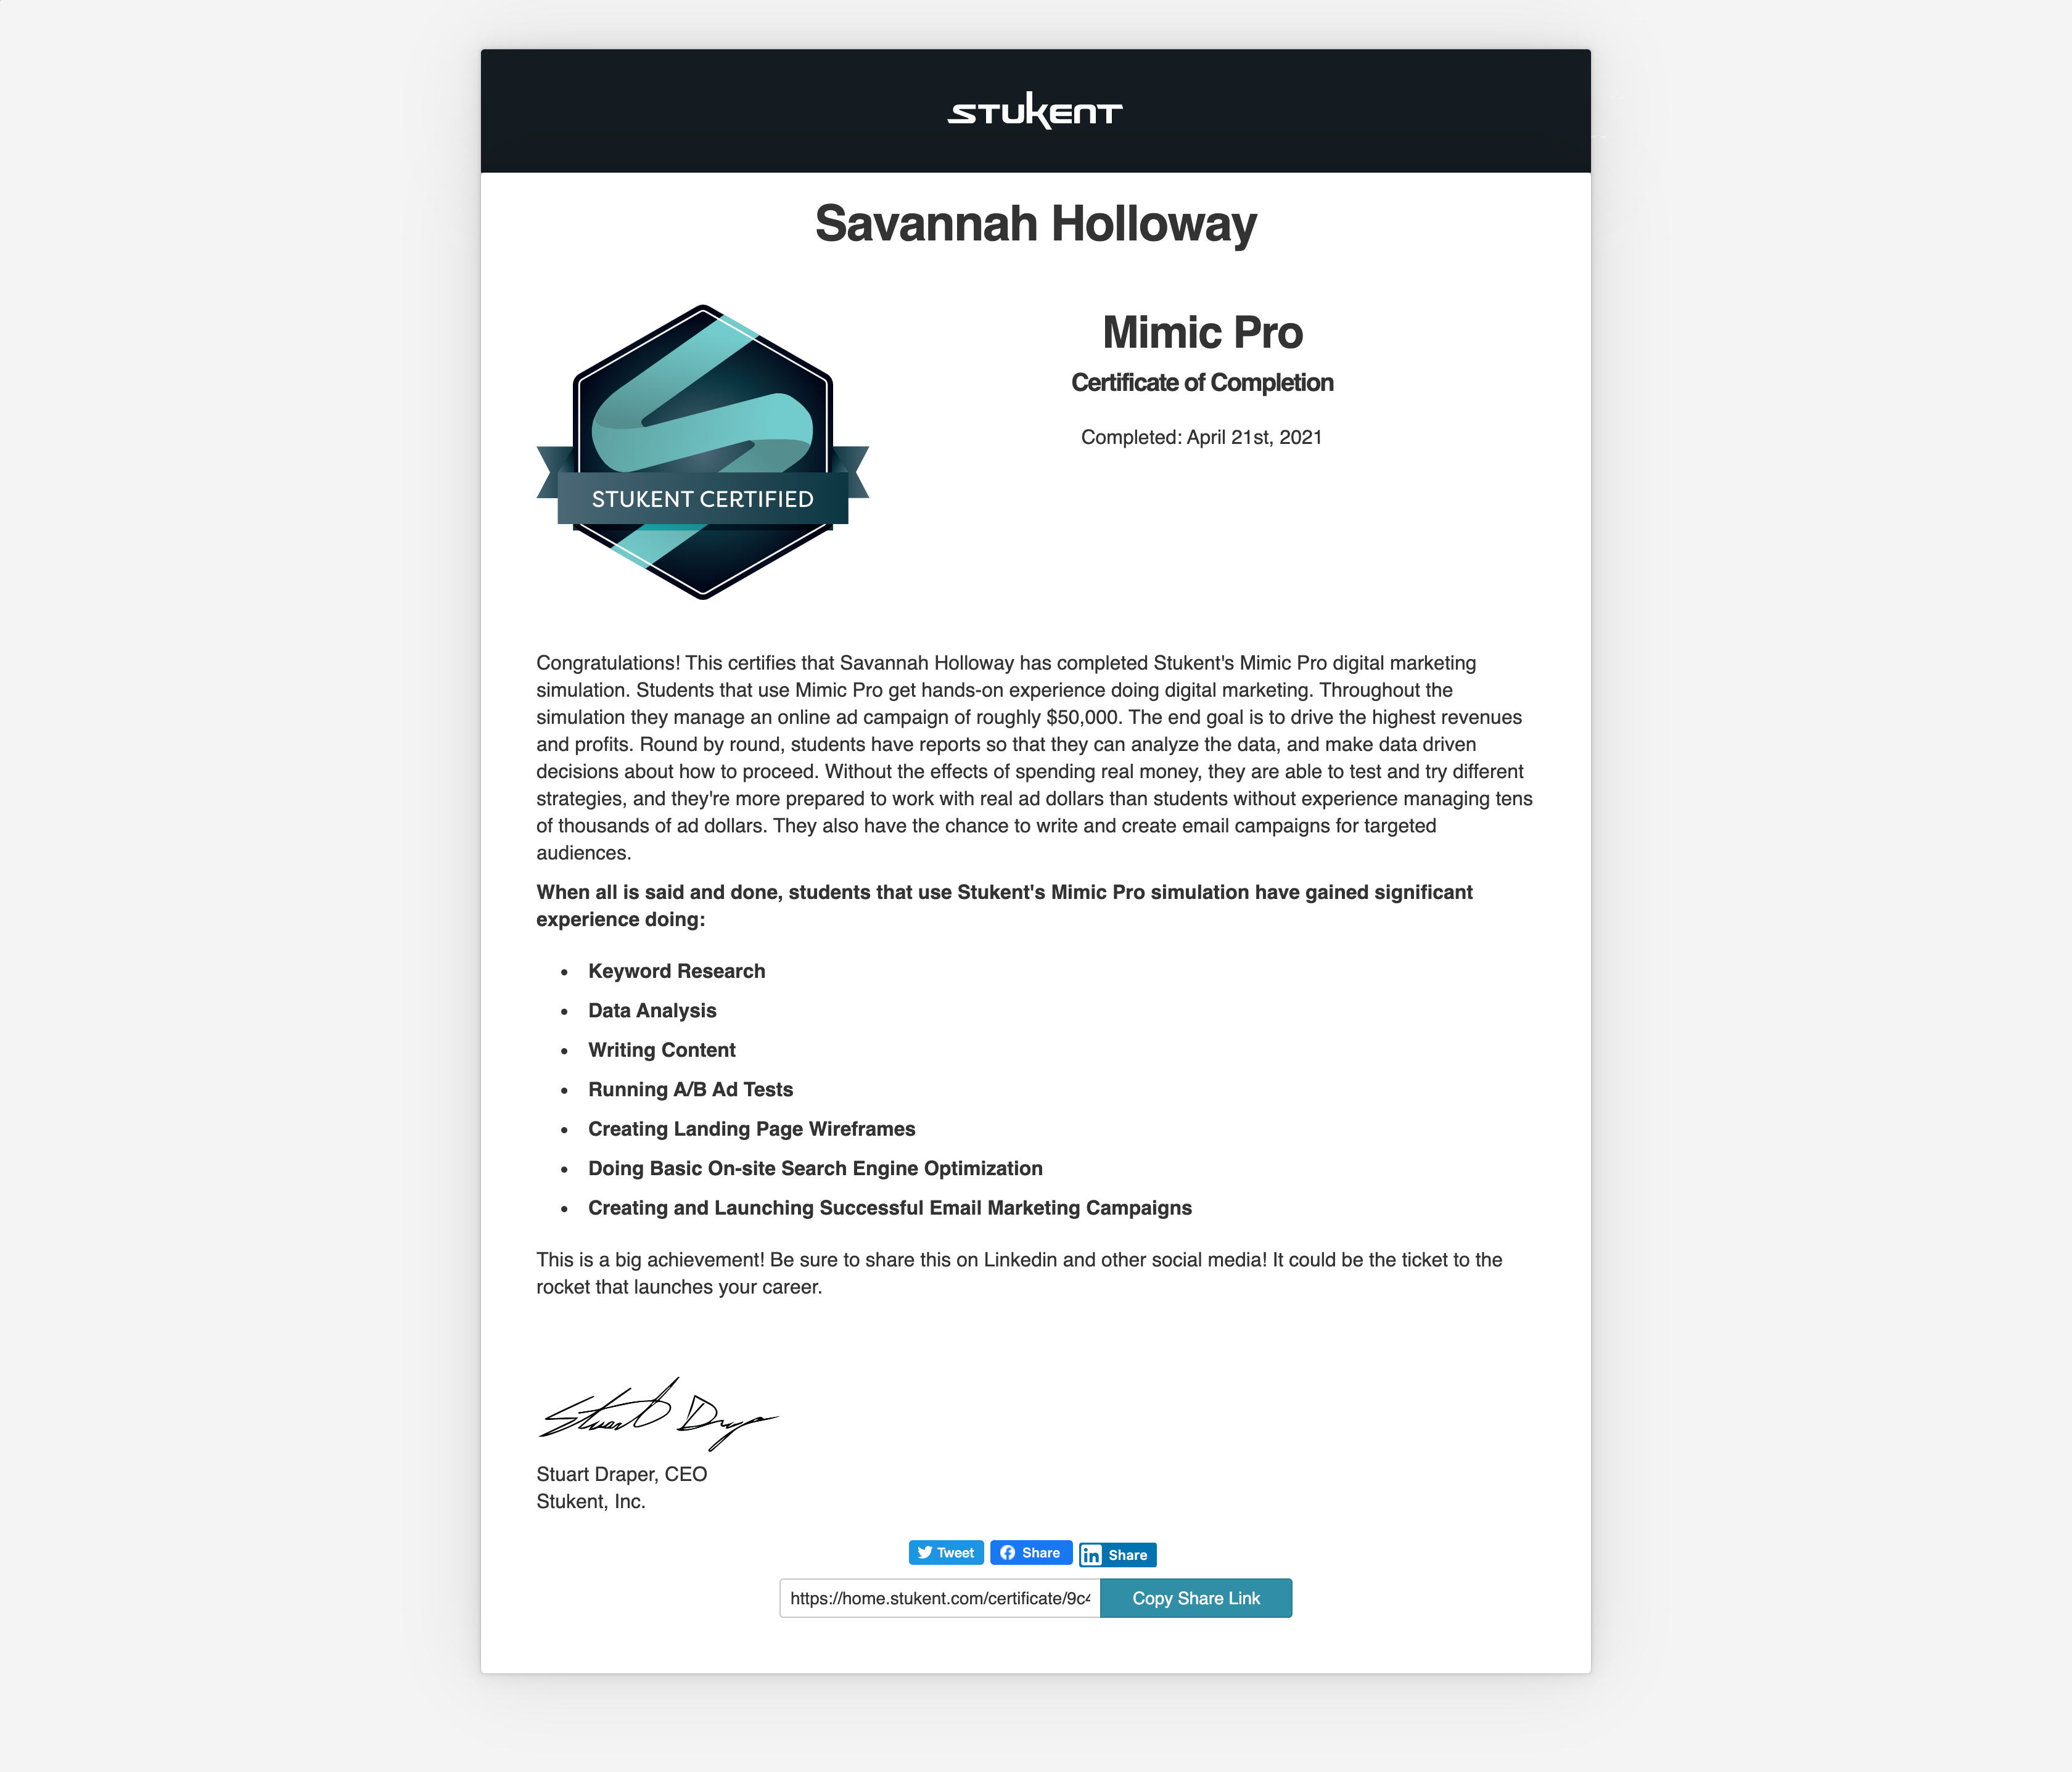 STUKENT
Savannah Holloway
STUKENT CERTIFIED
Mimic Pro
Certificate of Completion
Completed: April 21st, 2021
Congratulations! This certifies that Savannah Holloway has completed Stukent's Mimic Pro digital marketing
simulation. Students that use Mimic Pro get hands-on experience doing digital marketing. Throughout the
simulation they manage an online ad campaign of roughly $50,000. The end goal is to drive the highest revenues
and profits. Round by round, students have reports so that they can analyze the data, and make data driven
decisions about how to proceed. Without the effects of spending real money, they are able to test and try different
strategies, and they're more prepared to work with real ad dollars than students without experience managing tens
of thousands of ad dollars. They also have the chance to write and create email campaigns for targeted
audiences.
When all is said and done, students that use Stukent's Mimic Pro simulation have gained significant
experience doing:
• Keyword Research
• Data Analysis
• Writing Content
• Running A/B Ad Tests
• Creating Landing Page Wireframes
• Doing Basic On-site Search Engine Optimization
• Creating and Launching Successful Email Marketing Campaigns
This is a big achievement! Be sure to share this on Linkedin and other social media! It could be the ticket to the
rocket that launches your career.
Stuart Draper
Stuart Draper, CEO
Stukent, Inc.
Tweet Share in Share
https://home.stukent.com/certificate/9c4 Copy Share Link